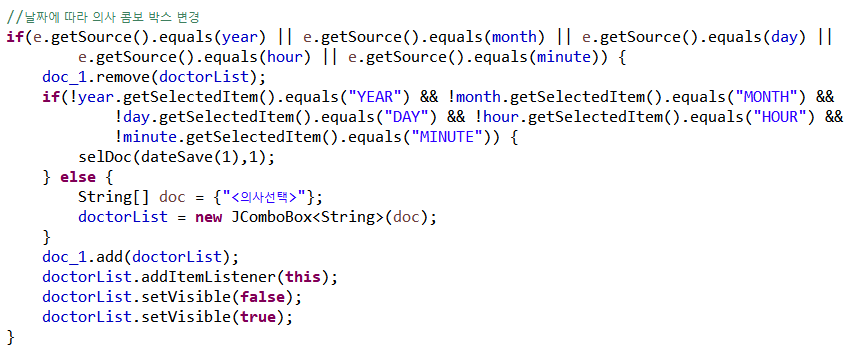 //날짜에 따라 의사 콤보 박스 변경
if(e.getSource().equals(year) || e.getSource().equals(month) || e.getSource().equals(day) ||
        e.getSource().equals(hour) || e.getSource().equals(minute)) {
    doc_1.remove(doctorList);
    if(!year.getSelectedItem().equals("YEAR") && !month.getSelectedItem().equals("MONTH") &&
            !day.getSelectedItem().equals("DAY") && !hour.getSelectedItem().equals("HOUR") &&
            !minute.getSelectedItem().equals("MINUTE")) {
        selDoc(dateSave(1),1);
    } else {
        String[] doc = {"<의사선택>"};
        doctorList = new JComboBox<String>(doc);
    }
    doc_1.add(doctorList);
    doctorList.addItemListener(this);
    doctorList.setVisible(false);
    doctorList.setVisible(true);
}